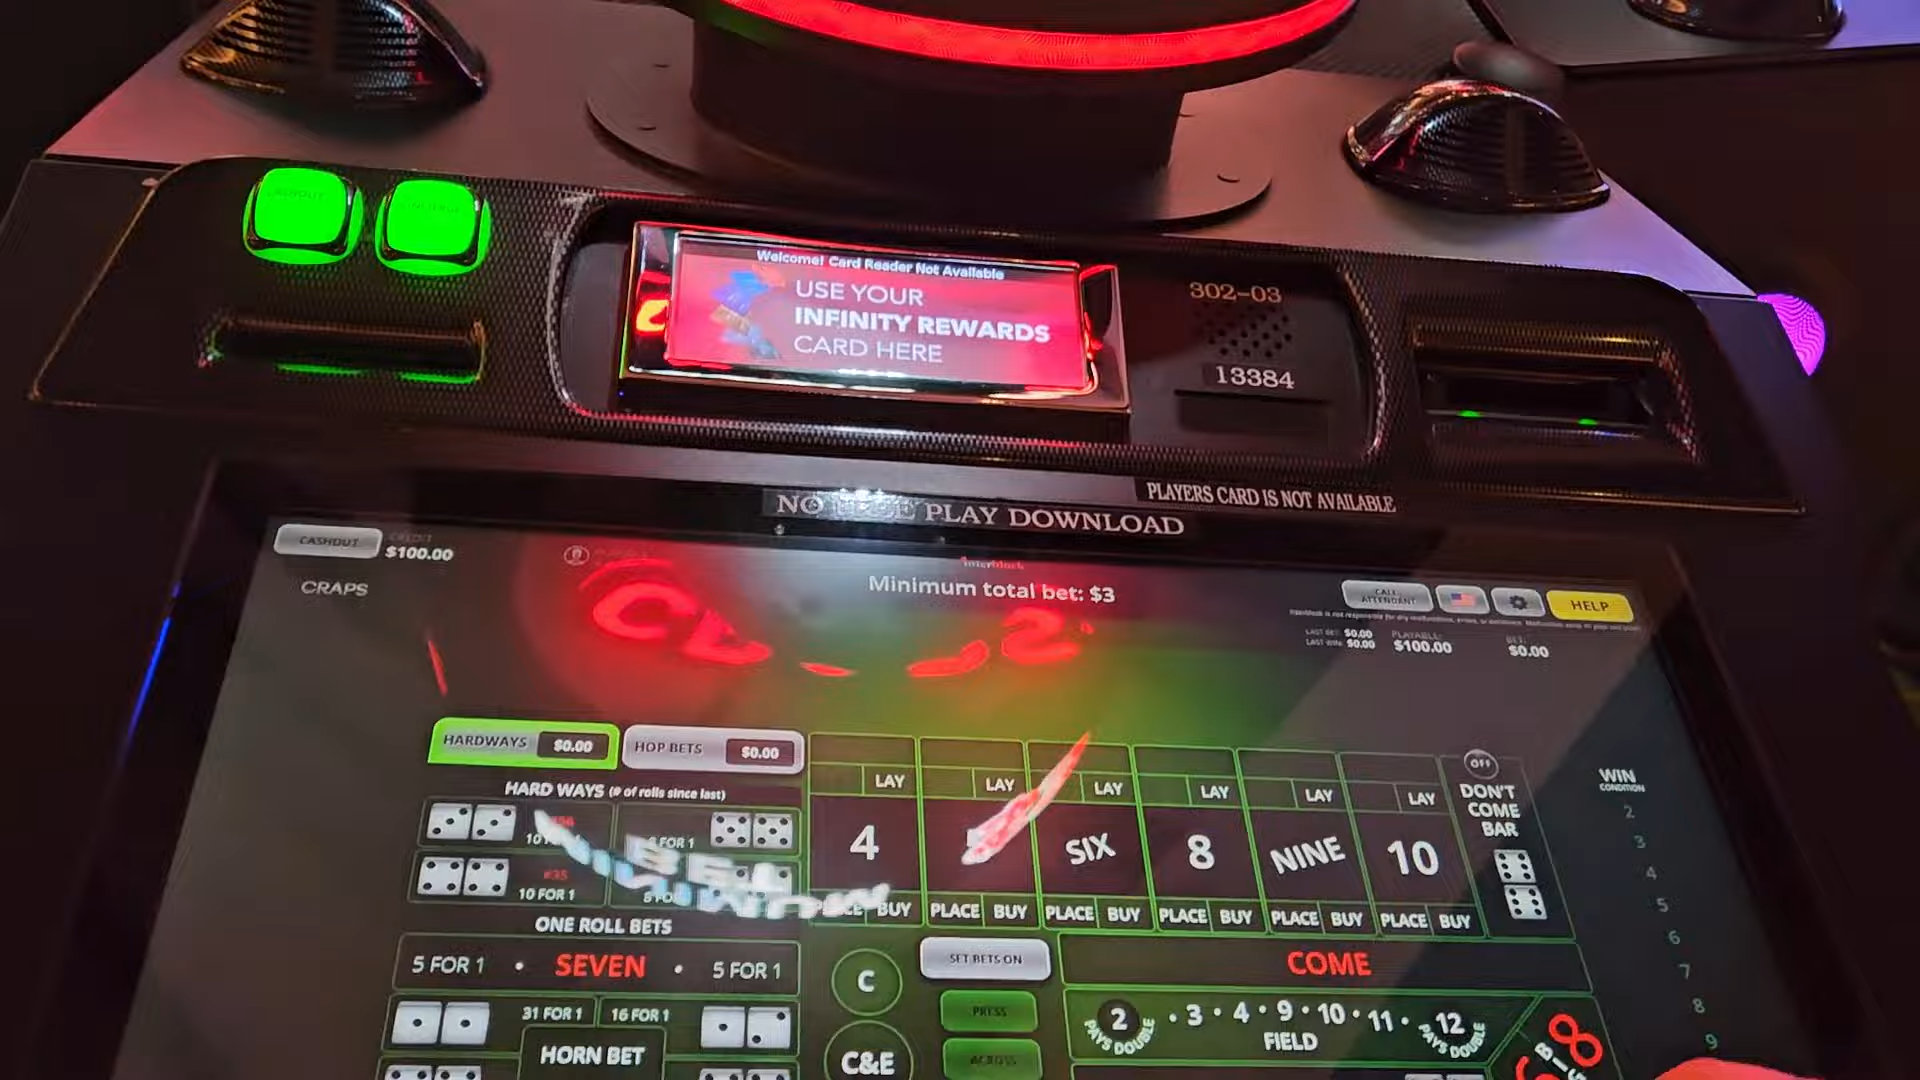 Welcome! Card Reader Not Available
USE YOUR
INFINITY REWARDS
CARD HERE
302-03
13384
PLAYERS CARD IS NOT AVAILABLE
NO PLAY DOWNLOAD
CASHOUT
CREDIT
$100.00
CRAPS
interblock
Minimum total bet: $3
CALL ATTENDANT
HELP
LAST BET: $0.00
LAST WIN: $0.00
PLAYABLE:
$100.00
BET:
$0.00
HARDWAYS $0.00
HOP BETS $0.00
HARD WAYS (# of rolls since last)
FOR 1
#35
10 FOR 1
ONE ROLL BETS
5 FOR 1 • SEVEN • 5 FOR 1
31 FOR 1
16 FOR 1
HORN BET
LAY LAY LAY LAY LAY LAY
4 SIX 8 NINE 10
PLACE BUY PLACE BUY PLACE BUY PLACE BUY PLACE BUY PLACE BUY
OFF
DON'T
COME
BAR
WIN
CONDITION
2
3
4
5
6
7
8
9
C
C&E
SET BETS ON
PRESS
ACROSS
COME
2 • 3 • 4 • 9 • 10 • 11 • 12
PAYS DOUBLE
PAYS DOUBLE
FIELD
BIG
8